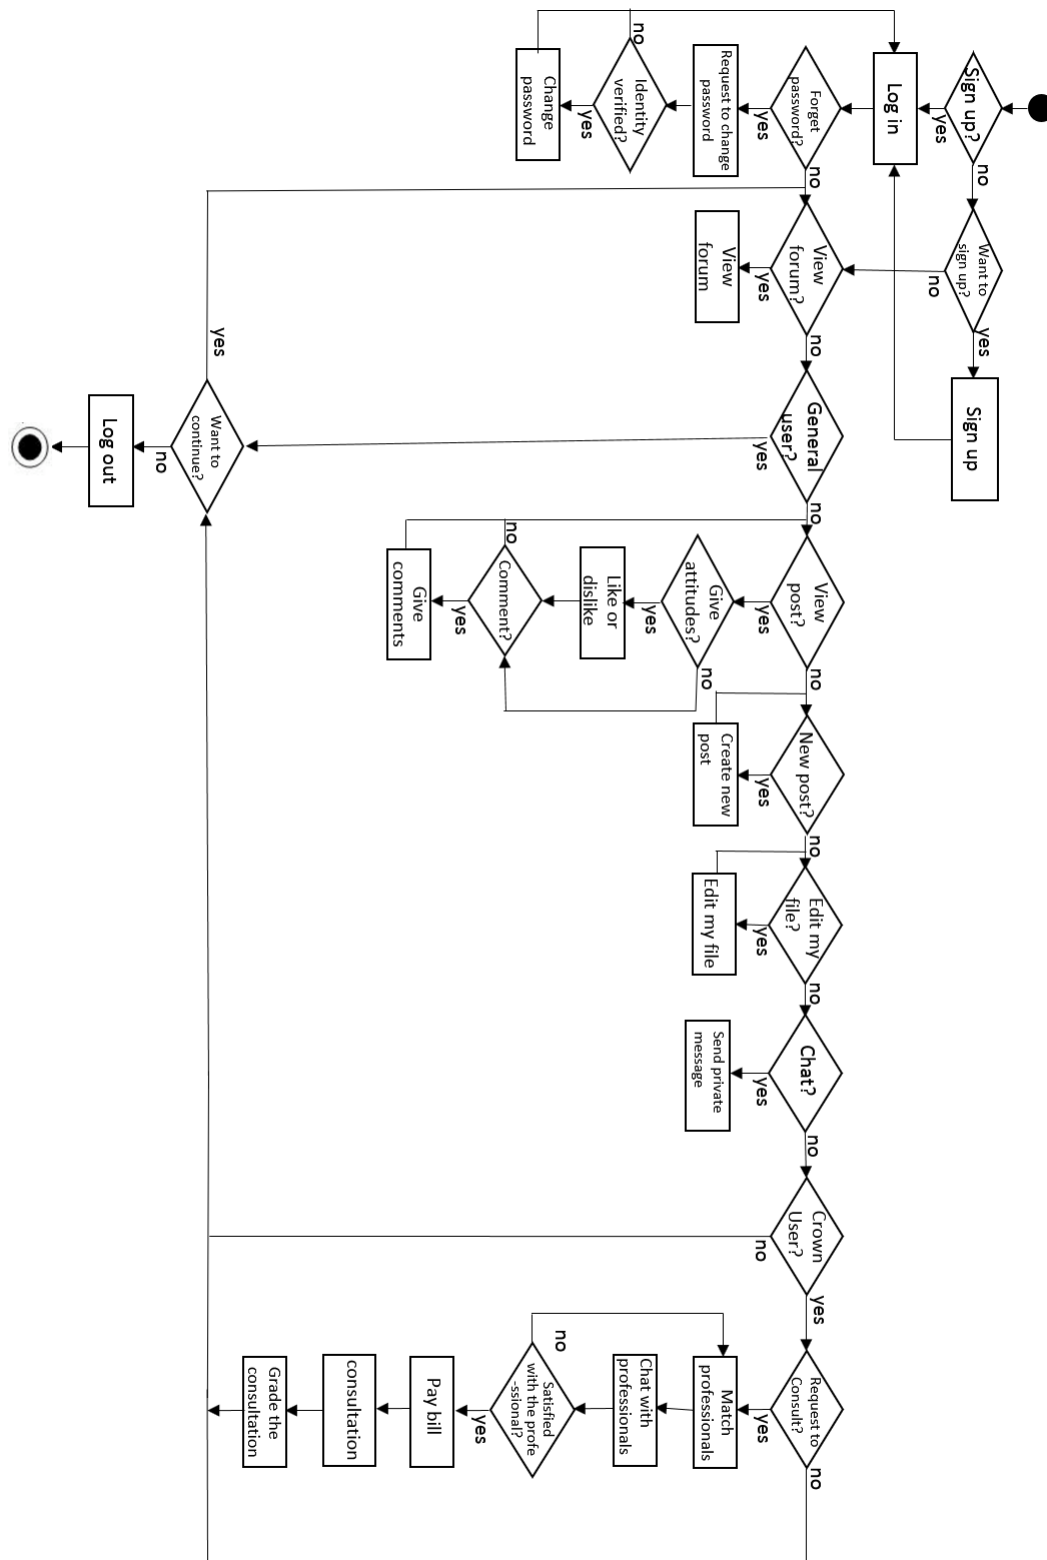 Sign up?
yes
no
Log in
Want to
sign up?
no
yes
Sign up
Forget
password?
yes
no
Request to change
password
Identity
verified?
no
yes
Change
password
View
forum?
yes
no
View
forum
General
user?
yes
no
Want to
continue?
yes
no
Log out
View
post?
yes
no
Give
attitudes?
yes
no
Like or
dislike
Comment?
no
yes
Give
comments
New post?
yes
no
Create new
post
Edit my
file?
yes
no
Edit my file
Chat?
yes
no
Send private
message
Crown
User?
no
yes
Request to
Consult?
yes
no
Match
professionals
Chat with
professionals
Satisfied
with the profe
-ssional?
no
yes
Pay bill
consultation
Grade the
consultation